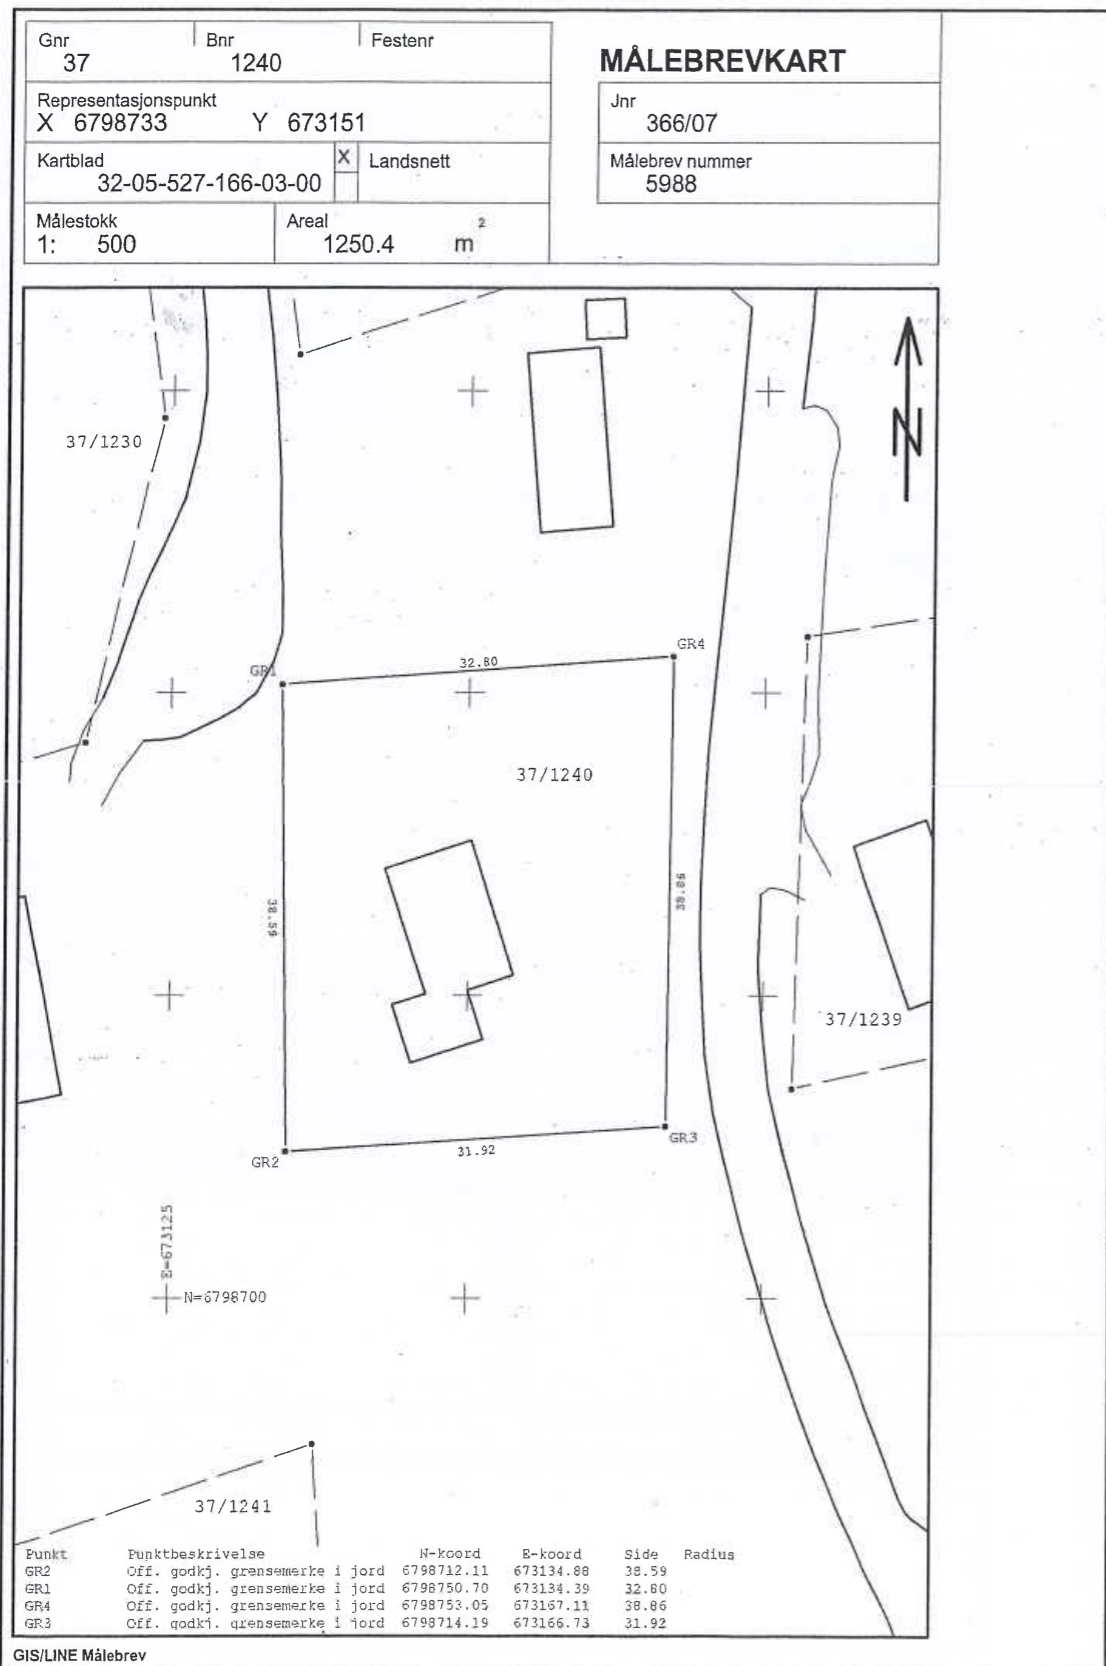 Gnr Bnr Festenr
37 1240
MÅLEBREVKART
Representasjonspunkt
X 6798733 Y 673151
Jnr
366/07
Kartblad X Landsnett
32-05-527-166-03-00
Målebrev nummer
5988
Målestokk Areal
1: 500 1250.4 m²
N
37/1230
GR1 32.80 GR4
37/1240
38.59
38.86
37/1239
GR2 31.92 GR3
E=673125
N=6798700
37/1241
Punkt Punktbeskrivelse N-koord E-koord Side Radius
GR2 Off. godkj. grensemerke i jord 6798712.11 673134.88 38.59
GR1 Off. godkj. grensemerke i jord 6798750.70 673134.39 32.80
GR4 Off. godkj. grensemerke i jord 6798753.05 673167.11 38.86
GR3 Off. godkj. grensemerke i jord 6798714.19 673166.73 31.92
GIS/LINE Målebrev